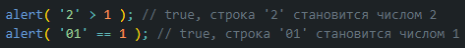 alert( '2' > 1 ); // true, строка '2' становится числом 2
alert( '01' == 1 ); // true, строка '01' становится числом 1